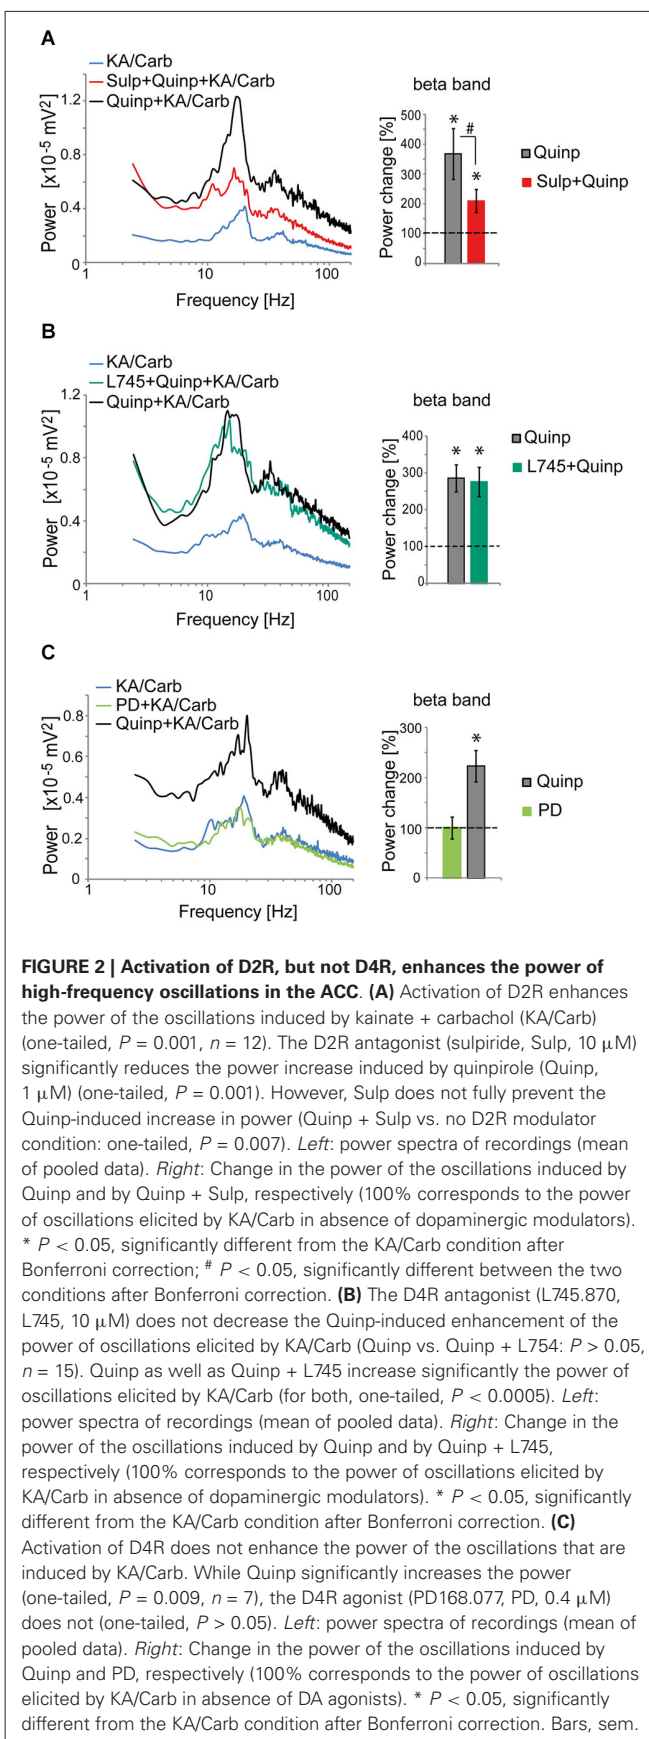 A
KA/Carb
Sulp+Quinp+KA/Carb
Quinp+KA/Carb
Power [x10-5 mV2]
1.2
0.8
0.4
0
1
10
100
Frequency [Hz]
beta band
Power change [%]
500
400
300
200
100
0
*
#
*
Quinp
Sulp+Quinp
B
KA/Carb
L745+Quinp+KA/Carb
Quinp+KA/Carb
Power [x10-5 mV2]
1.2
0.8
0.4
0
1
10
100
Frequency [Hz]
beta band
Power change [%]
400
300
200
100
0
* *
Quinp
L745+Quinp
C
KA/Carb
PD+KA/Carb
Quinp+KA/Carb
Power [x10-5 mV2]
0.8
0.6
0.4
0.2
0
1
10
100
Frequency [Hz]
beta band
Power change [%]
300
200
100
0
*
Quinp
PD
FIGURE 2 | Activation of D2R, but not D4R, enhances the power of
high-frequency oscillations in the ACC. (A) Activation of D2R enhances
the power of the oscillations induced by kainate + carbachol (KA/Carb)
(one-tailed, P = 0.001, n = 12). The D2R antagonist (sulpiride, Sulp, 10 μM)
significantly reduces the power increase induced by quinpirole (Quinp,
1 μM) (one-tailed, P = 0.001). However, Sulp does not fully prevent the
Quinp-induced increase in power (Quinp + Sulp vs. no D2R modulator
condition: one-tailed, P = 0.007). Left: power spectra of recordings (mean
of pooled data). Right: Change in the power of the oscillations induced by
Quinp and by Quinp + Sulp, respectively (100% corresponds to the power
of oscillations elicited by KA/Carb in absence of dopaminergic modulators).
* P < 0.05, significantly different from the KA/Carb condition after
Bonferroni correction; # P < 0.05, significantly different between the two
conditions after Bonferroni correction. (B) The D4R antagonist (L745.870,
L745, 10 μM) does not decrease the Quinp-induced enhancement of the
power of oscillations elicited by KA/Carb (Quinp vs. Quinp + L754: P > 0.05,
n = 15). Quinp as well as Quinp + L745 increase significantly the power of
oscillations elicited by KA/Carb (for both, one-tailed, P < 0.0005). Left:
power spectra of recordings (mean of pooled data). Right: Change in the
power of the oscillations induced by Quinp and by Quinp + L745,
respectively (100% corresponds to the power of oscillations elicited by
KA/Carb in absence of dopaminergic modulators). * P < 0.05, significantly
different from the KA/Carb condition after Bonferroni correction. (C)
Activation of D4R does not enhance the power of the oscillations that are
induced by KA/Carb. While Quinp significantly increases the power
(one-tailed, P = 0.009, n = 7), the D4R agonist (PD168.077, PD, 0.4 μM)
does not (one-tailed, P > 0.05). Left: power spectra of recordings (mean of
pooled data). Right: Change in the power of the oscillations induced by
Quinp and PD, respectively (100% corresponds to the power of oscillations
elicited by KA/Carb in absence of DA agonists). * P < 0.05, significantly
different from the KA/Carb condition after Bonferroni correction. Bars, sem.